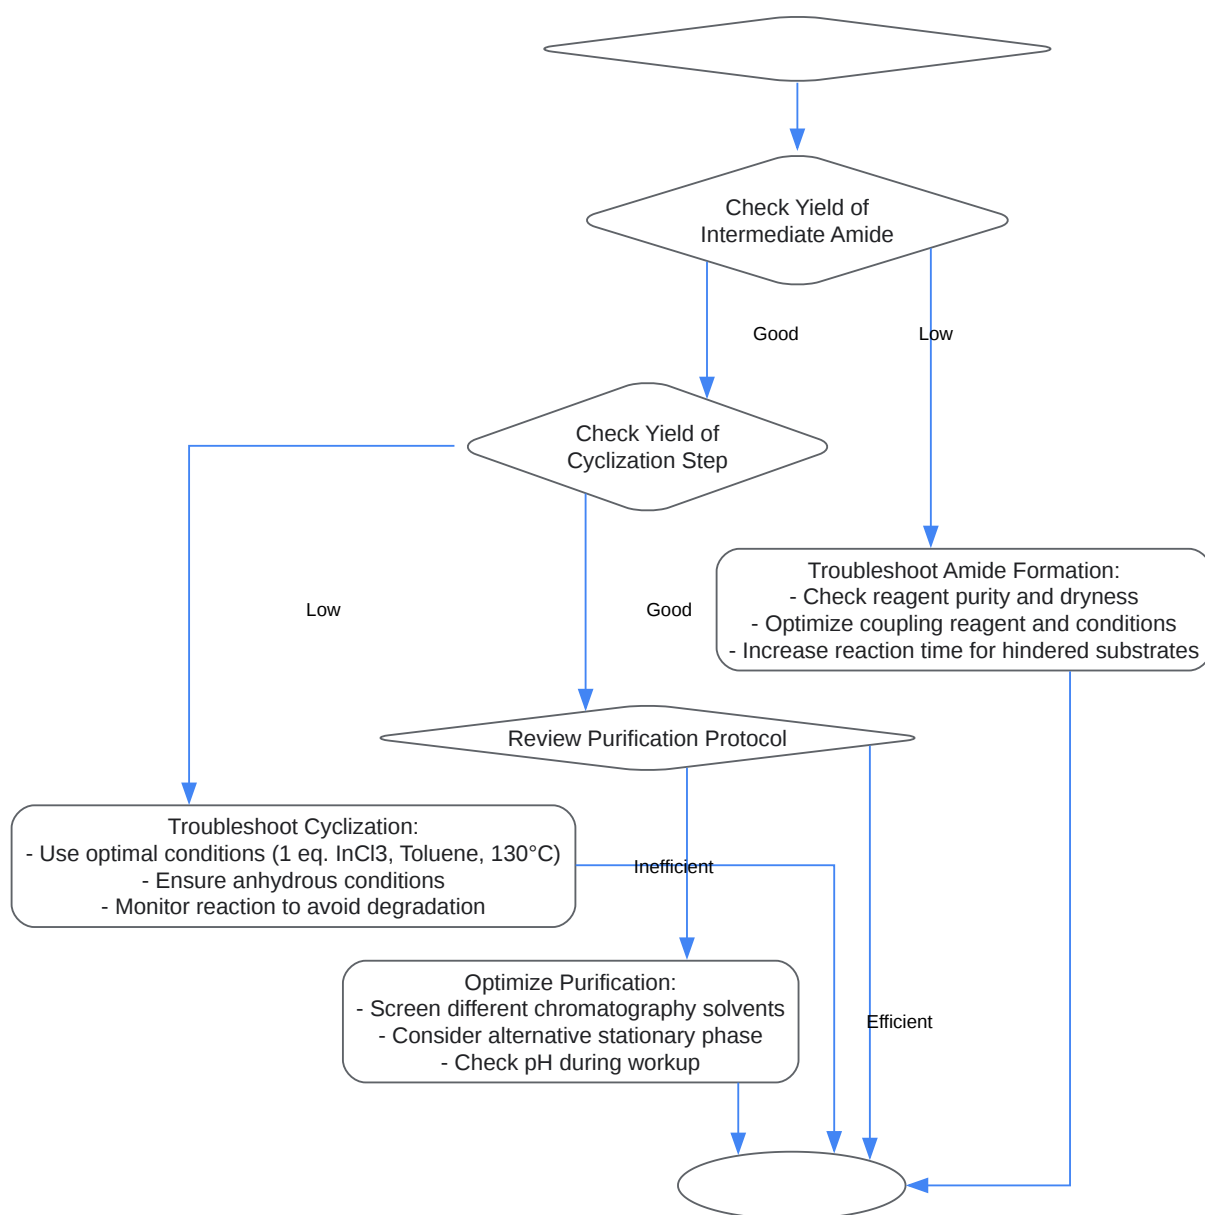 Check Yield of
Intermediate Amide
Good
Low
Check Yield of
Cyclization Step
Low
Good
Troubleshoot Amide Formation:
- Check reagent purity and dryness
- Optimize coupling reagent and conditions
- Increase reaction time for hindered substrates
Review Purification Protocol
Troubleshoot Cyclization:
- Use optimal conditions (1 eq. InCl3, Toluene, 130°C)
- Ensure anhydrous conditions
- Monitor reaction to avoid degradation
Inefficient
Optimize Purification:
- Screen different chromatography solvents
- Consider alternative stationary phase
- Check pH during workup
Efficient